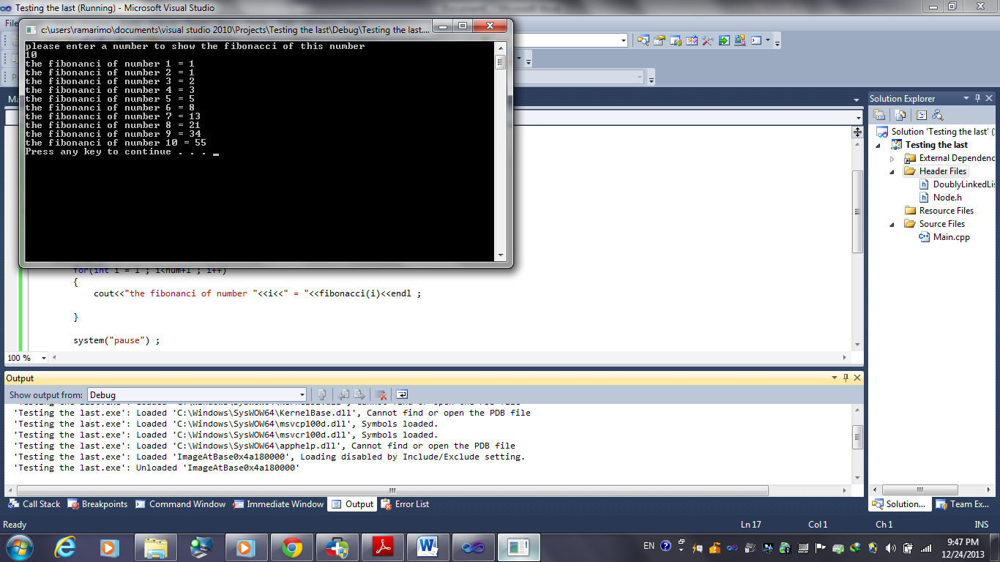 Testing the last (Running) - Microsoft Visual Studio
c:\users\ramarimo\documents\visual studio 2010\Projects\Testing the last\Debug\Testing the last....
please enter a number to show the fibonacci of this number
10
the fibonanci of number 1 = 1
the fibonanci of number 2 = 1
the fibonanci of number 3 = 2
the fibonanci of number 4 = 3
the fibonanci of number 5 = 5
the fibonanci of number 6 = 8
the fibonanci of number 7 = 13
the fibonanci of number 8 = 21
the fibonanci of number 9 = 34
the fibonanci of number 10 = 55
Press any key to continue . . .
for(int i = 1 ; i<num+1 ; i++)
{
cout<<"the fibonanci of number "<<i<<" = "<<fibonacci(i)<<endl ;
}
system("pause") ;
100 %
Solution Explorer
Solution 'Testing the last' (
Testing the last
External Dependenc
Header Files
DoublyLinkedLis
Node.h
Resource Files
Source Files
Main.cpp
Output
Show output from: Debug
'Testing the last.exe': Loaded 'C:\Windows\SysWOW64\KernelBase.dll', Cannot find or open the PDB file
'Testing the last.exe': Loaded 'C:\Windows\SysWOW64\msvcp100d.dll', Symbols loaded.
'Testing the last.exe': Loaded 'C:\Windows\SysWOW64\msvcr100d.dll', Symbols loaded.
'Testing the last.exe': Loaded 'C:\Windows\SysWOW64\apphelp.dll', Cannot find or open the PDB file
'Testing the last.exe': Loaded 'ImageAtBase0x4a180000', Loading disabled by Include/Exclude setting.
'Testing the last.exe': Unloaded 'ImageAtBase0x4a180000'
Call Stack Breakpoints Command Window Immediate Window Output Error List
Solution... Team Ex...
Ready Ln 17 Col 1 Ch 1 INS
EN
9:47 PM
12/24/2013